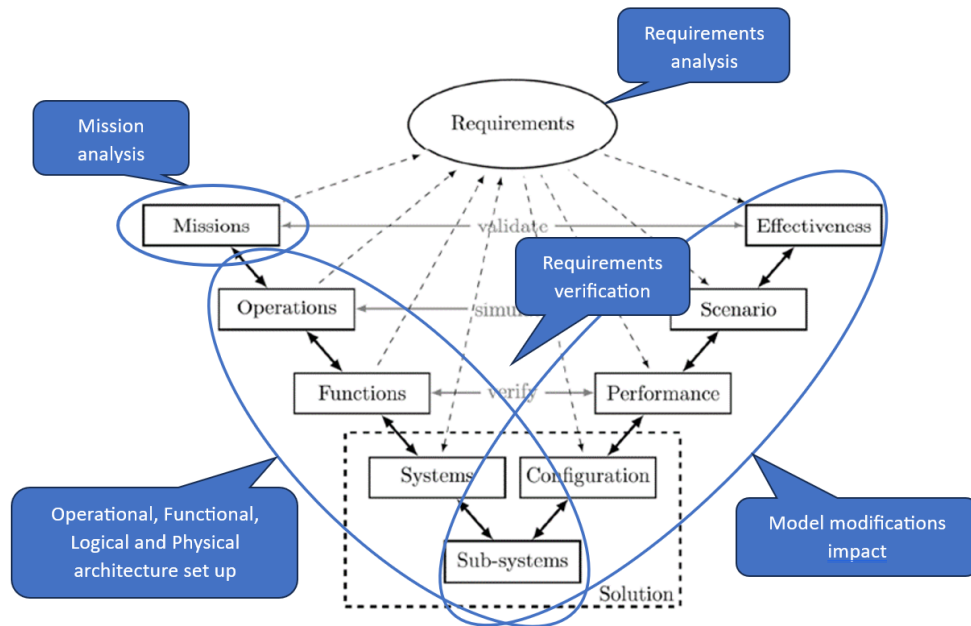 Requirements
analysis
Requirements
Mission
analysis
Missions
validate
Effectiveness
Requirements
verification
Operations
simu
Scenario
Functions
verify
Performance
Systems
Configuration
Operational, Functional,
Logical and Physical
architecture set up
Model modifications
impact
Sub-systems
Solution